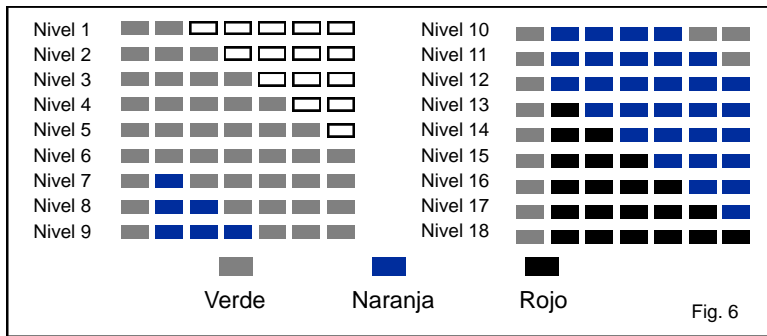 Nivel 1
Nivel 2
Nivel 3
Nivel 4
Nivel 5
Nivel 6
Nivel 7
Nivel 8
Nivel 9
Nivel 10
Nivel 11
Nivel 12
Nivel 13
Nivel 14
Nivel 15
Nivel 16
Nivel 17
Nivel 18
Verde Naranja Rojo
Fig. 6